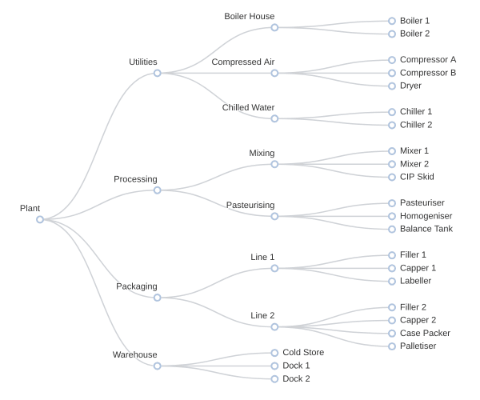 Plant
Utilities
Boiler House
Boiler 1
Boiler 2
Compressed Air
Compressor A
Compressor B
Dryer
Chilled Water
Chiller 1
Chiller 2
Processing
Mixing
Mixer 1
Mixer 2
CIP Skid
Pasteurising
Pasteuriser
Homogeniser
Balance Tank
Packaging
Line 1
Filler 1
Capper 1
Labeller
Line 2
Filler 2
Capper 2
Case Packer
Palletiser
Warehouse
Cold Store
Dock 1
Dock 2